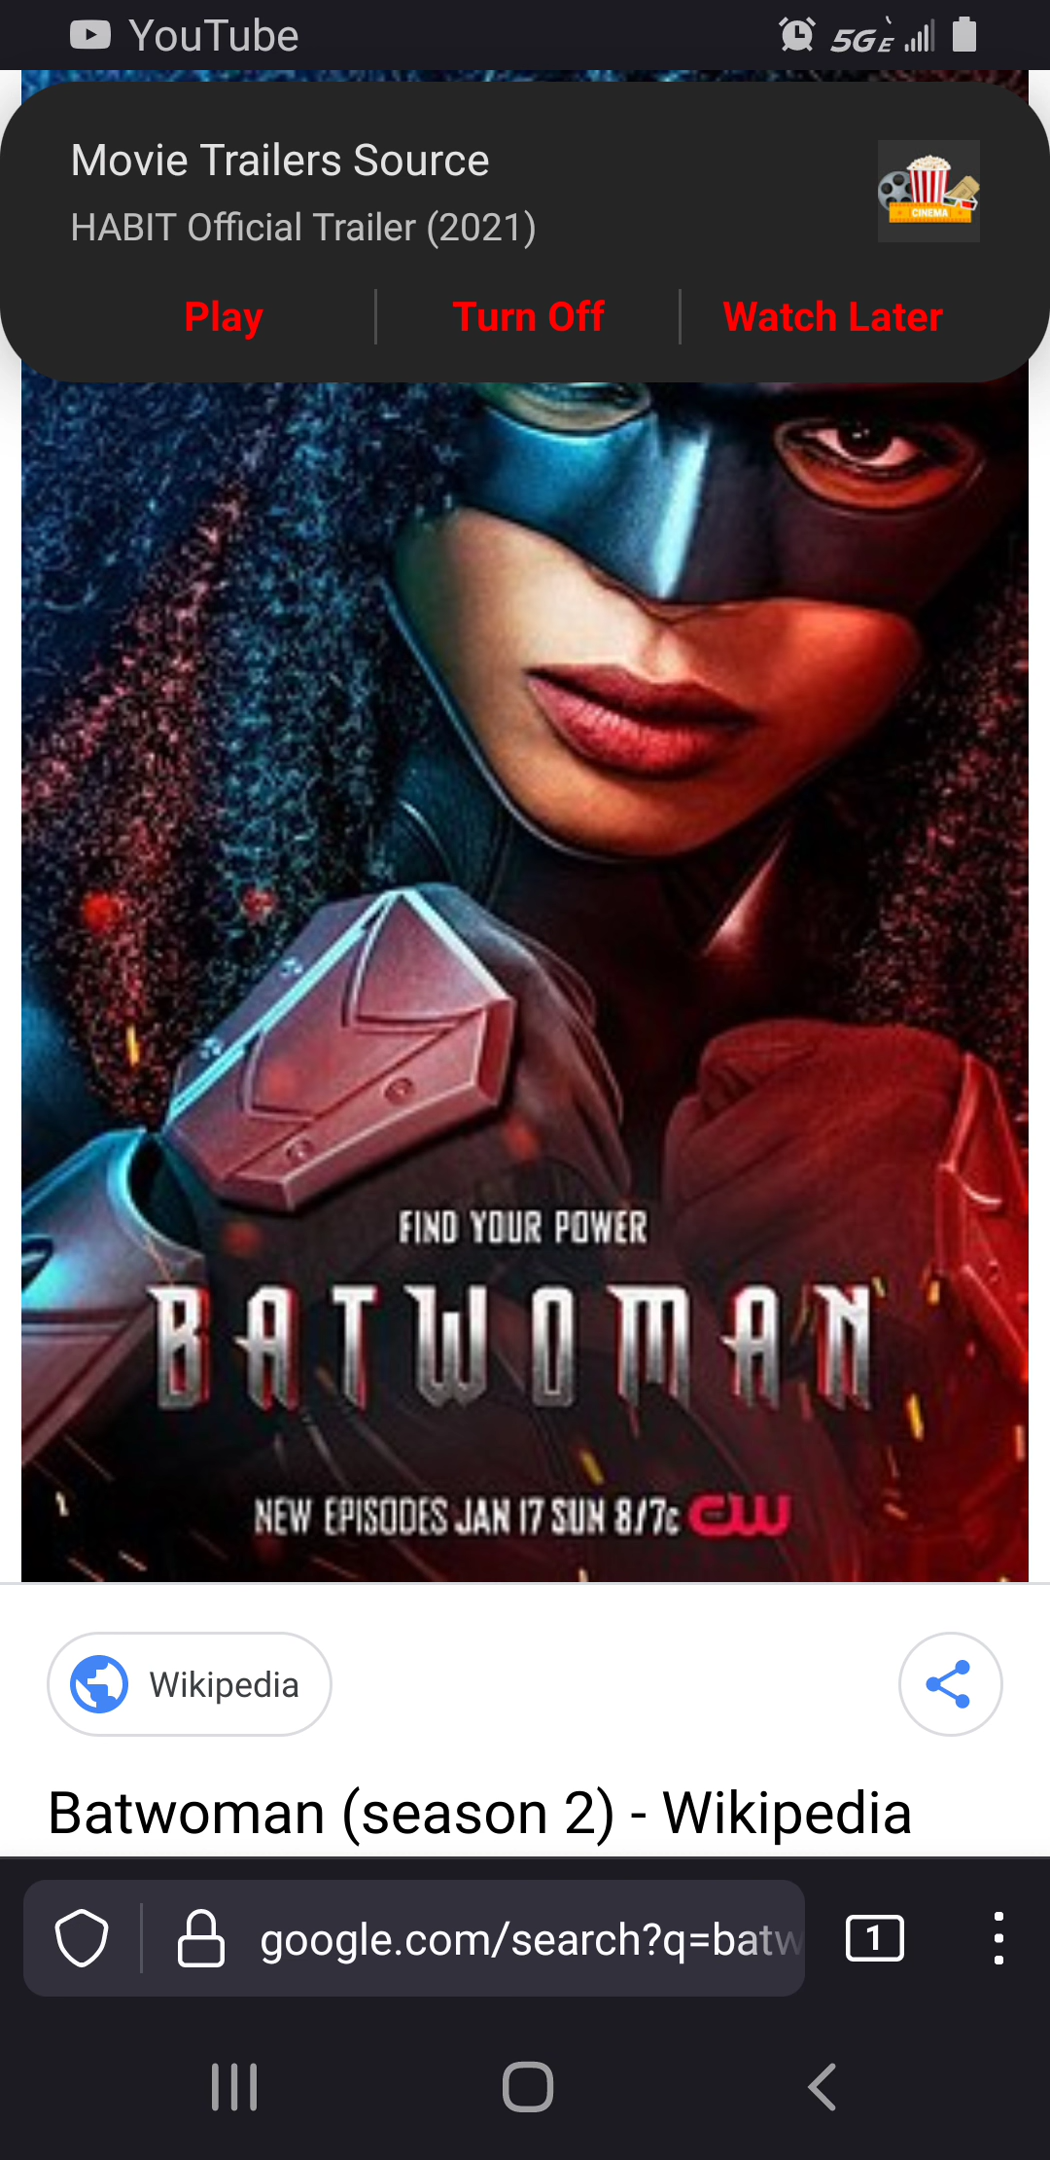 YouTube
5GE
Movie Trailers Source
HABIT Official Trailer (2021)
CINEMA
Play
Turn Off
Watch Later
FIND YOUR POWER
BATWOMAN
NEW EPISODES JAN 17 SUN 8/7c CW
Wikipedia
Batwoman (season 2) - Wikipedia
google.com/search?q=batw
1